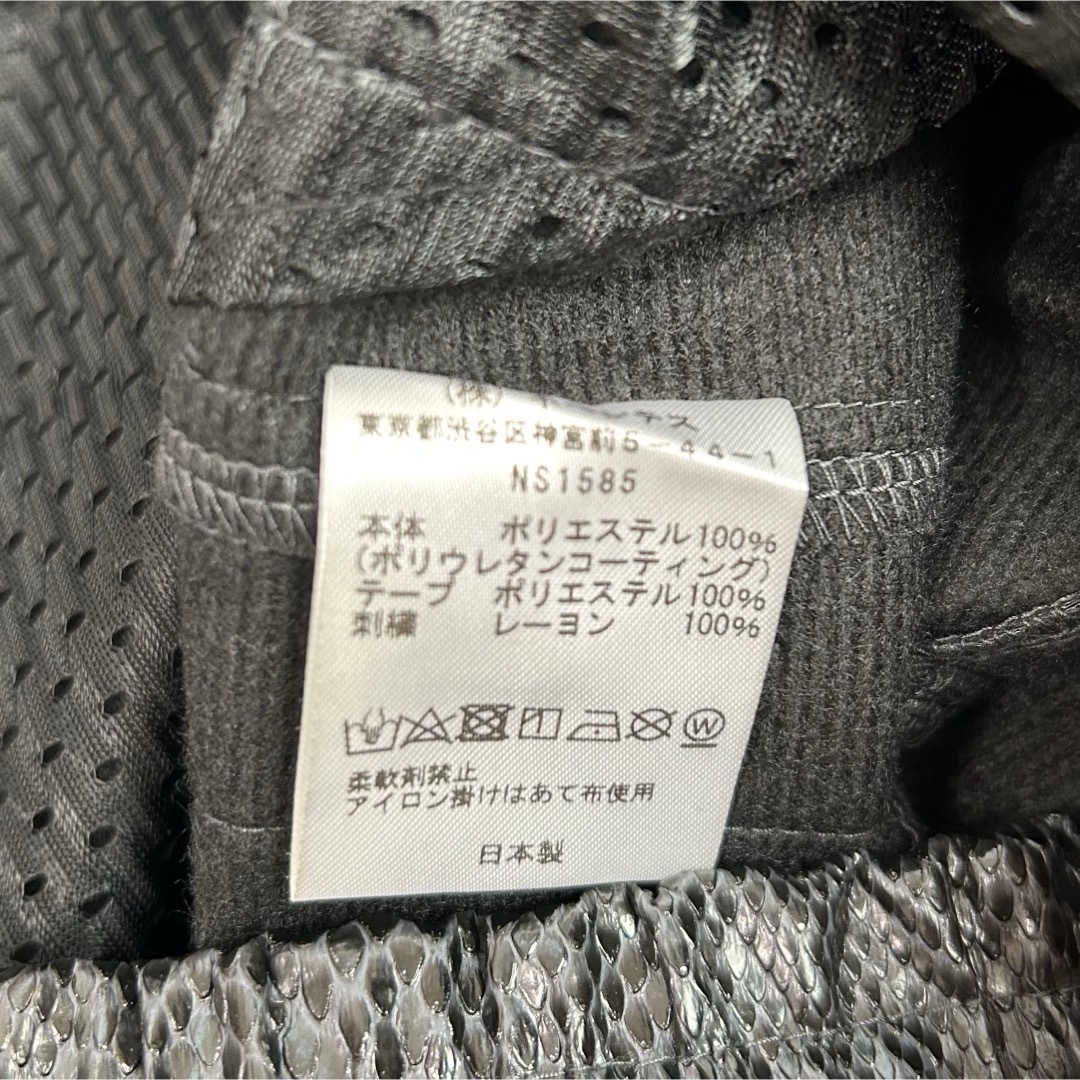 (株)
東京都渋谷区神宮前5-44-1
NS1585
本体 ポリエステル100%
(ポリウレタンコーティング)
テープ ポリエステル100%
刺繍 レーヨン 100%
柔軟剤禁止
アイロン掛けはあて布使用
日本製